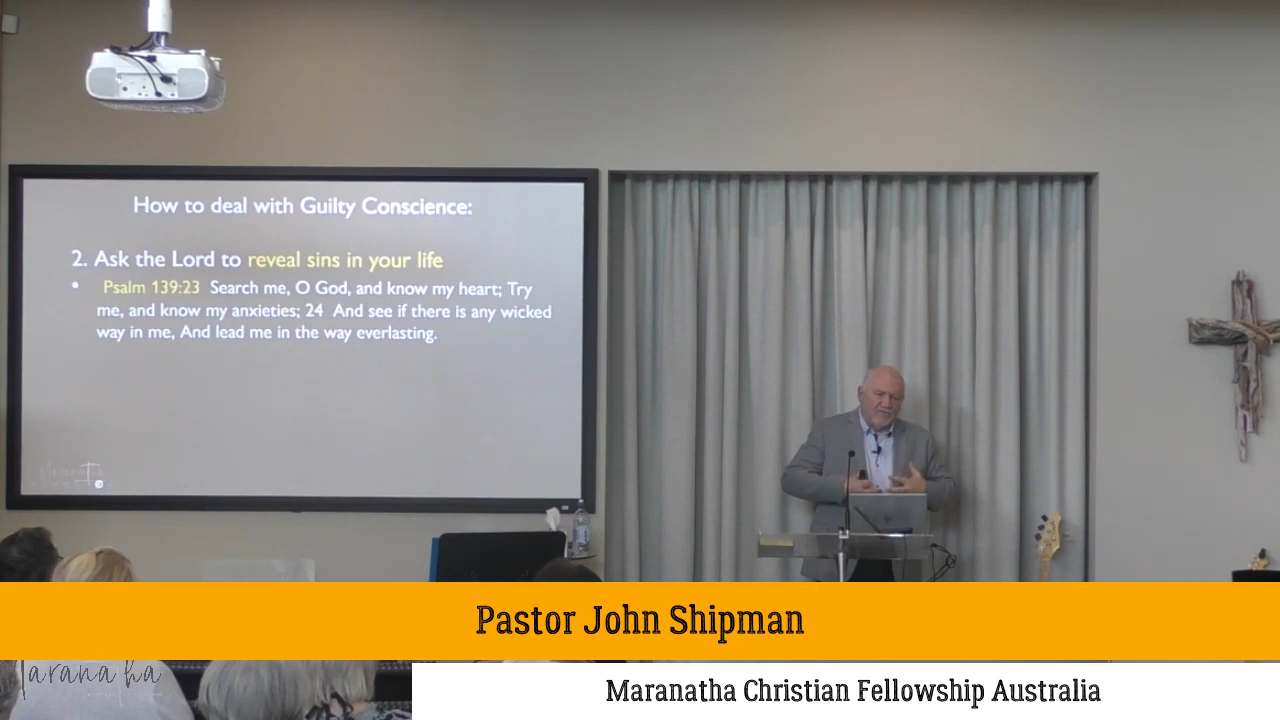 How to deal with Guilty Conscience:
2. Ask the Lord to reveal sins in your life
• Psalm 139:23 Search me, O God, and know my heart; Try
me, and know my anxieties; 24 And see if there is any wicked
way in me, And lead me in the way everlasting.
Pastor John Shipman
Maranatha Christian Fellowship Australia